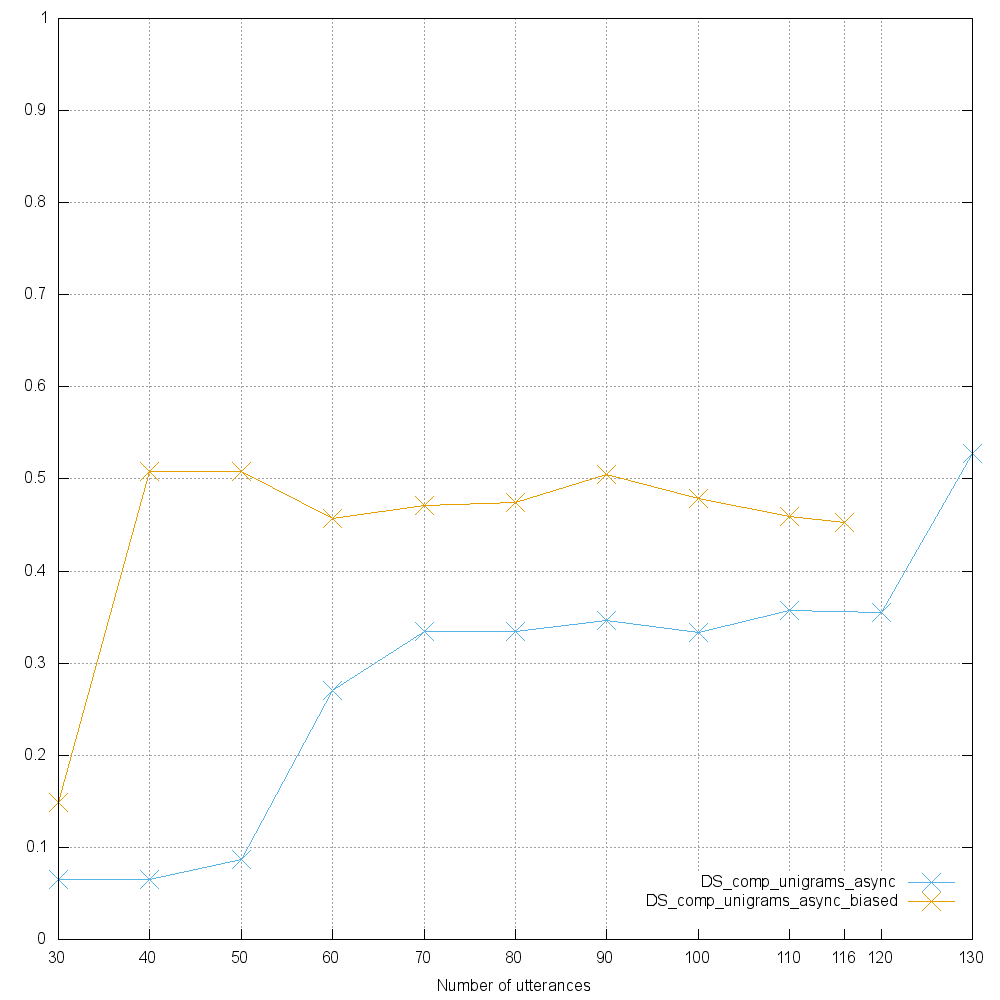 1
0.9
0.8
0.7
0.6
0.5
0.4
0.3
0.2
0.1
0
DS_comp_unigrams_async
DS_comp_unigrams_async_biased
30 40 50 60 70 80 90 100 110 116 120 130
Number of utterances